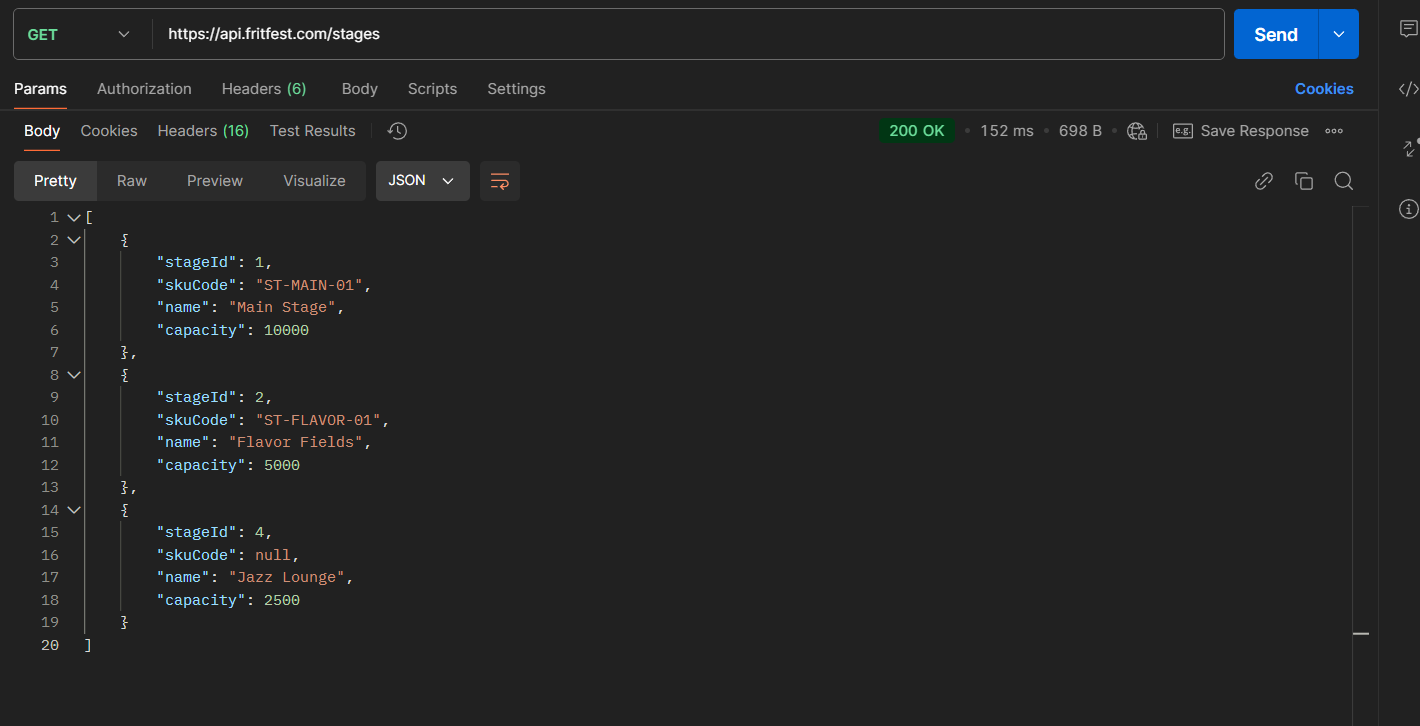 GET https://api.fritfest.com/stages Send
Params Authorization Headers (6) Body Scripts Settings Cookies
Body Cookies Headers (16) Test Results 200 OK • 152 ms • 698 B • e.g. Save Response
Pretty Raw Preview Visualize JSON
1 [
2 {
3 "stageId": 1,
4 "skuCode": "ST-MAIN-01",
5 "name": "Main Stage",
6 "capacity": 10000
7 },
8 {
9 "stageId": 2,
10 "skuCode": "ST-FLAVOR-01",
11 "name": "Flavor Fields",
12 "capacity": 5000
13 },
14 {
15 "stageId": 4,
16 "skuCode": null,
17 "name": "Jazz Lounge",
18 "capacity": 2500
19 }
20 ]